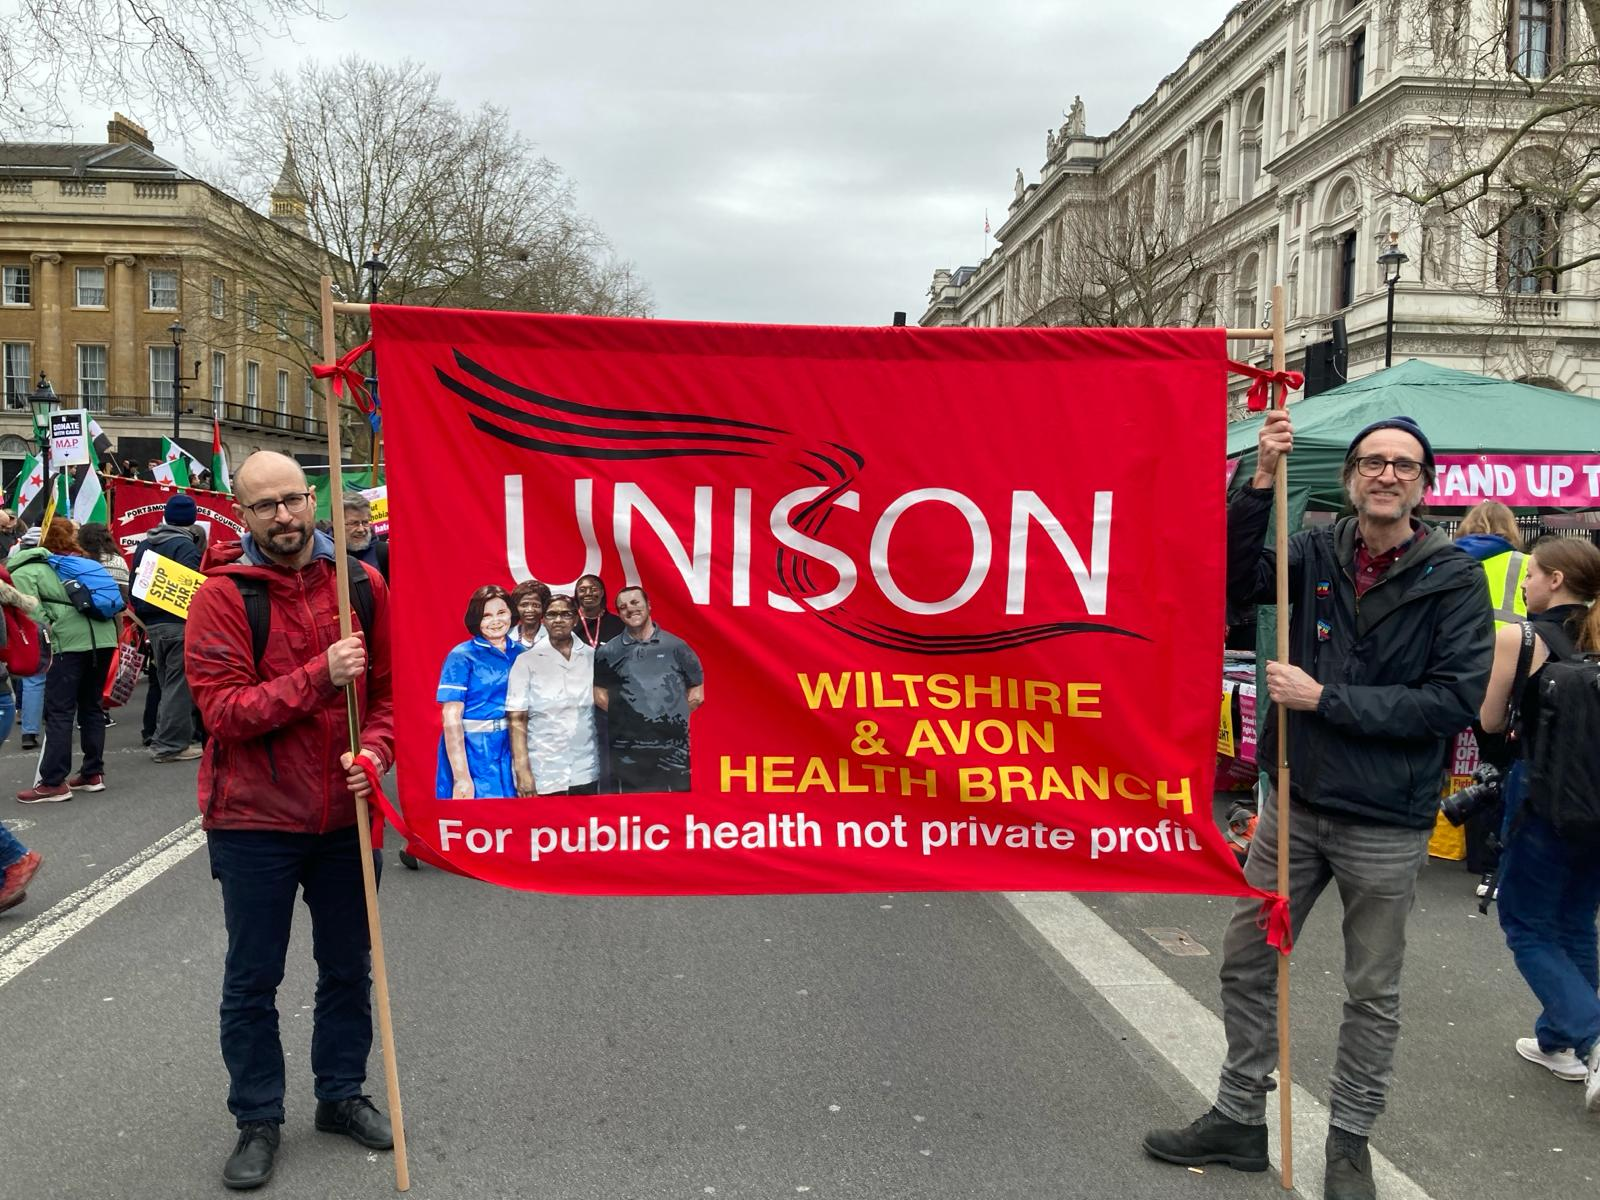 UNISON
WILTSHIRE
& AVON
HEALTH BRANCH
For public health not private profit
DONATE
WITH CARD
MAP
STOP
THE
FAR
TAND UP T